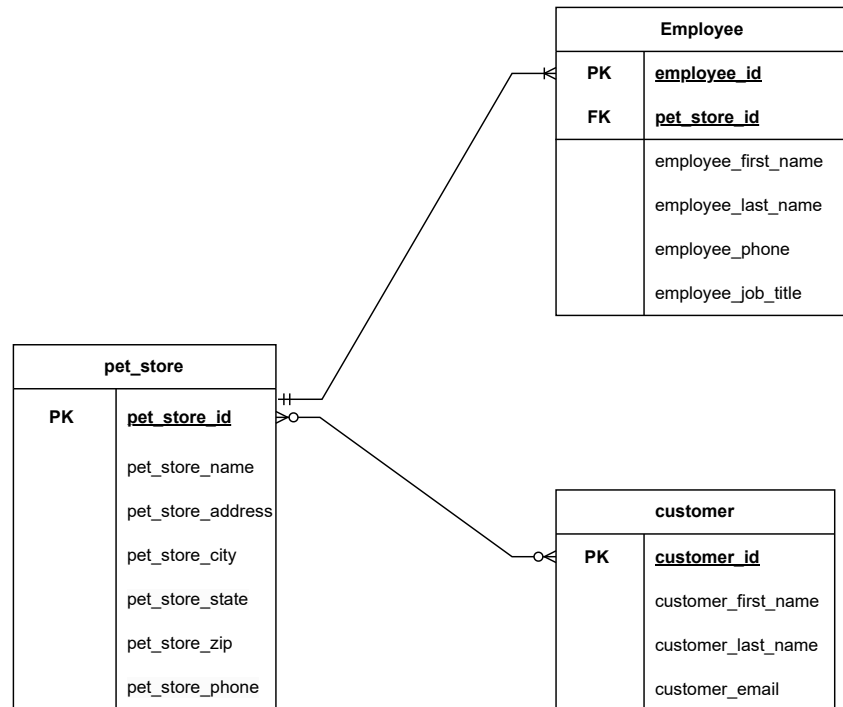 Employee
PK employee_id
FK pet_store_id
employee_first_name
employee_last_name
employee_phone
employee_job_title
pet_store
PK pet_store_id
pet_store_name
pet_store_address
pet_store_city
pet_store_state
pet_store_zip
pet_store_phone
customer
PK customer_id
customer_first_name
customer_last_name
customer_email